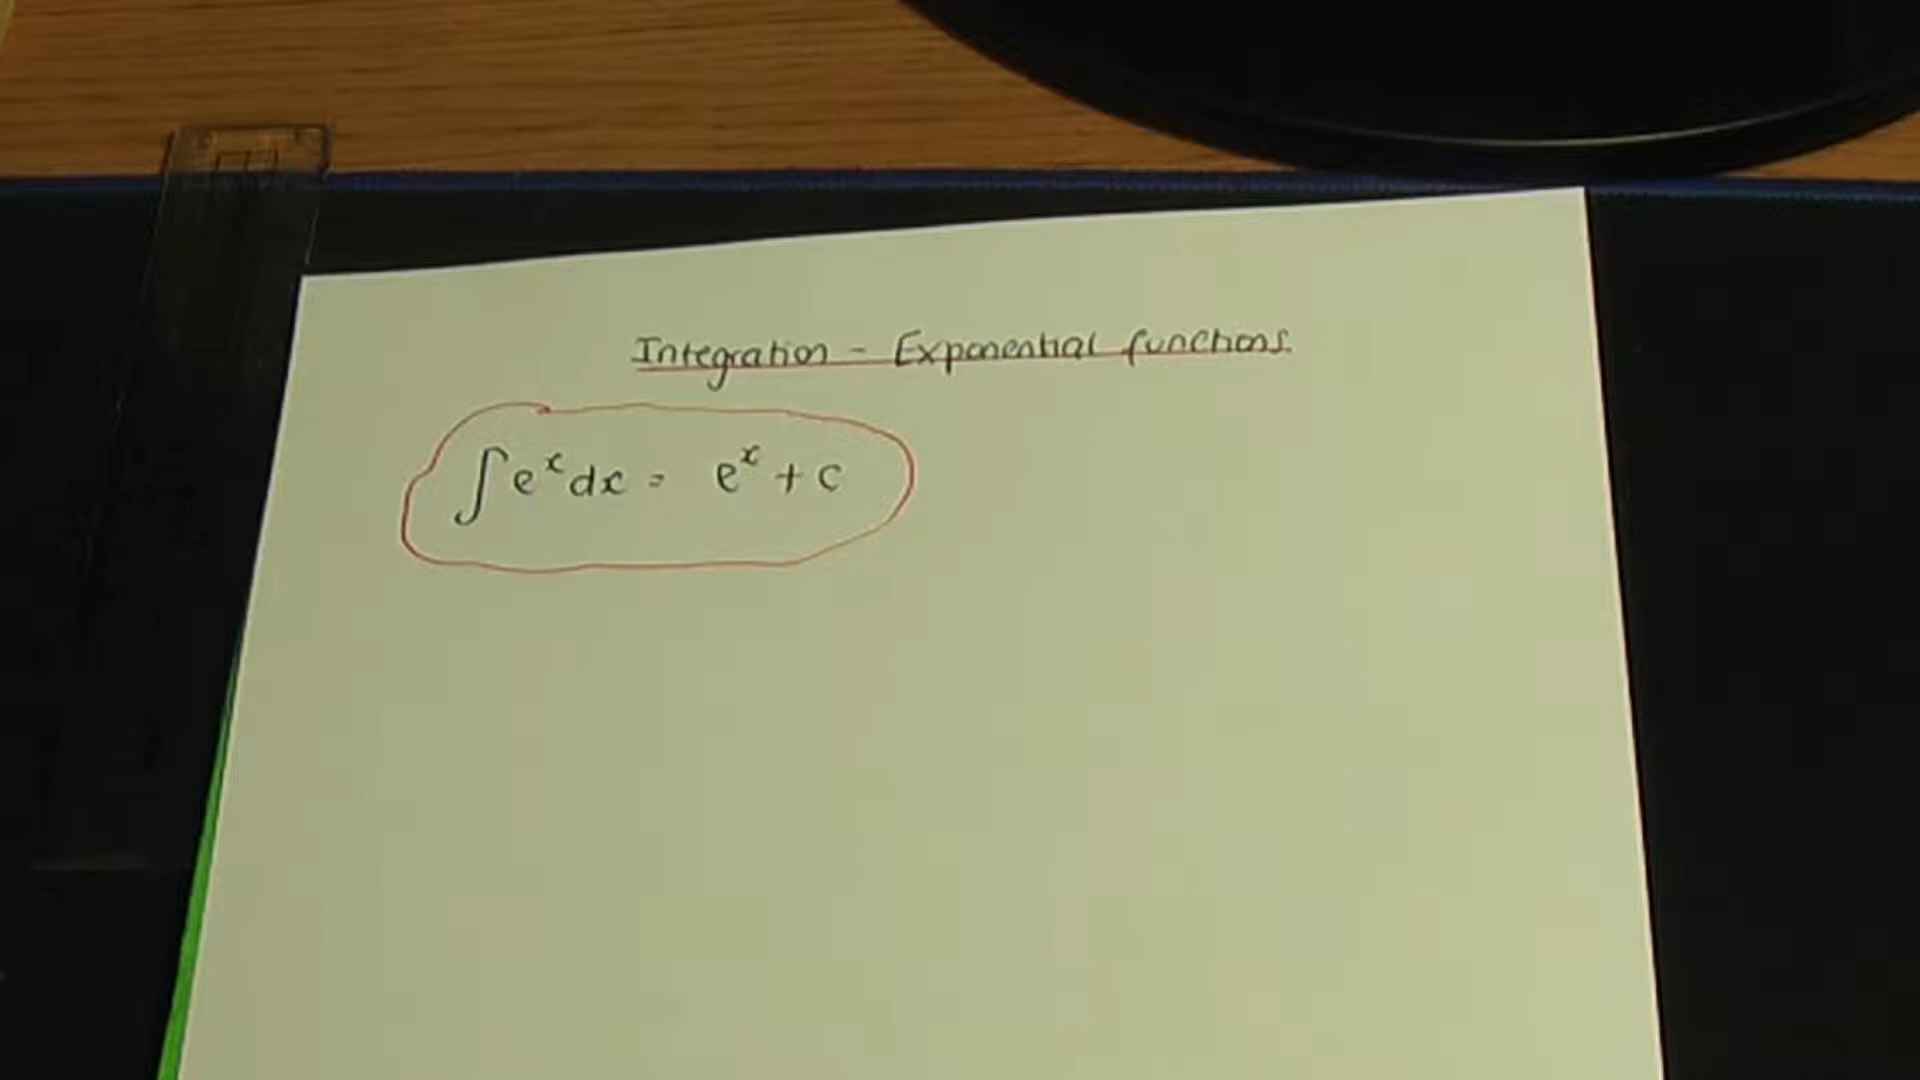 Integration - Exponential functions.
∫eˣdx = eˣ + c